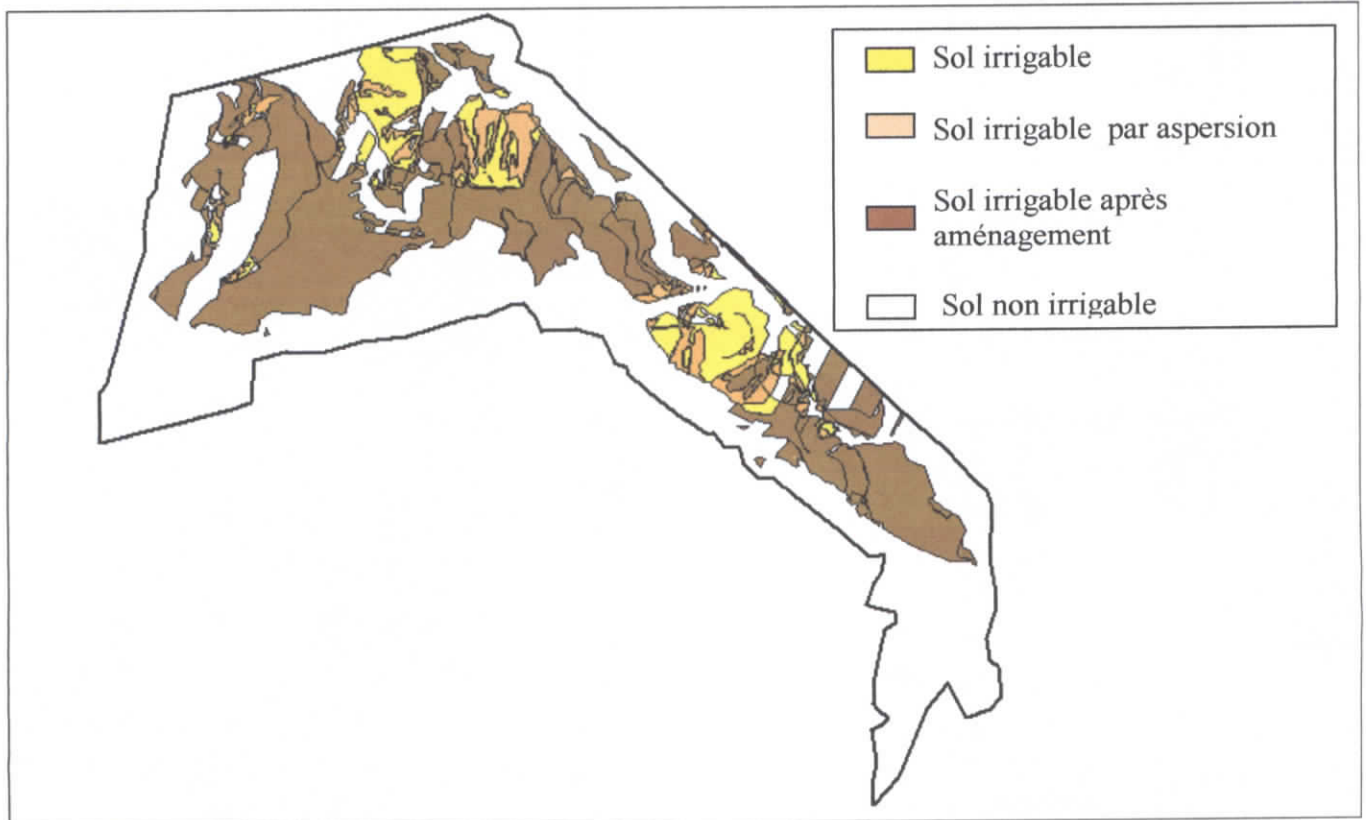 Sol irrigable
Sol irrigable par aspersion
Sol irrigable après
aménagement
Sol non irrigable